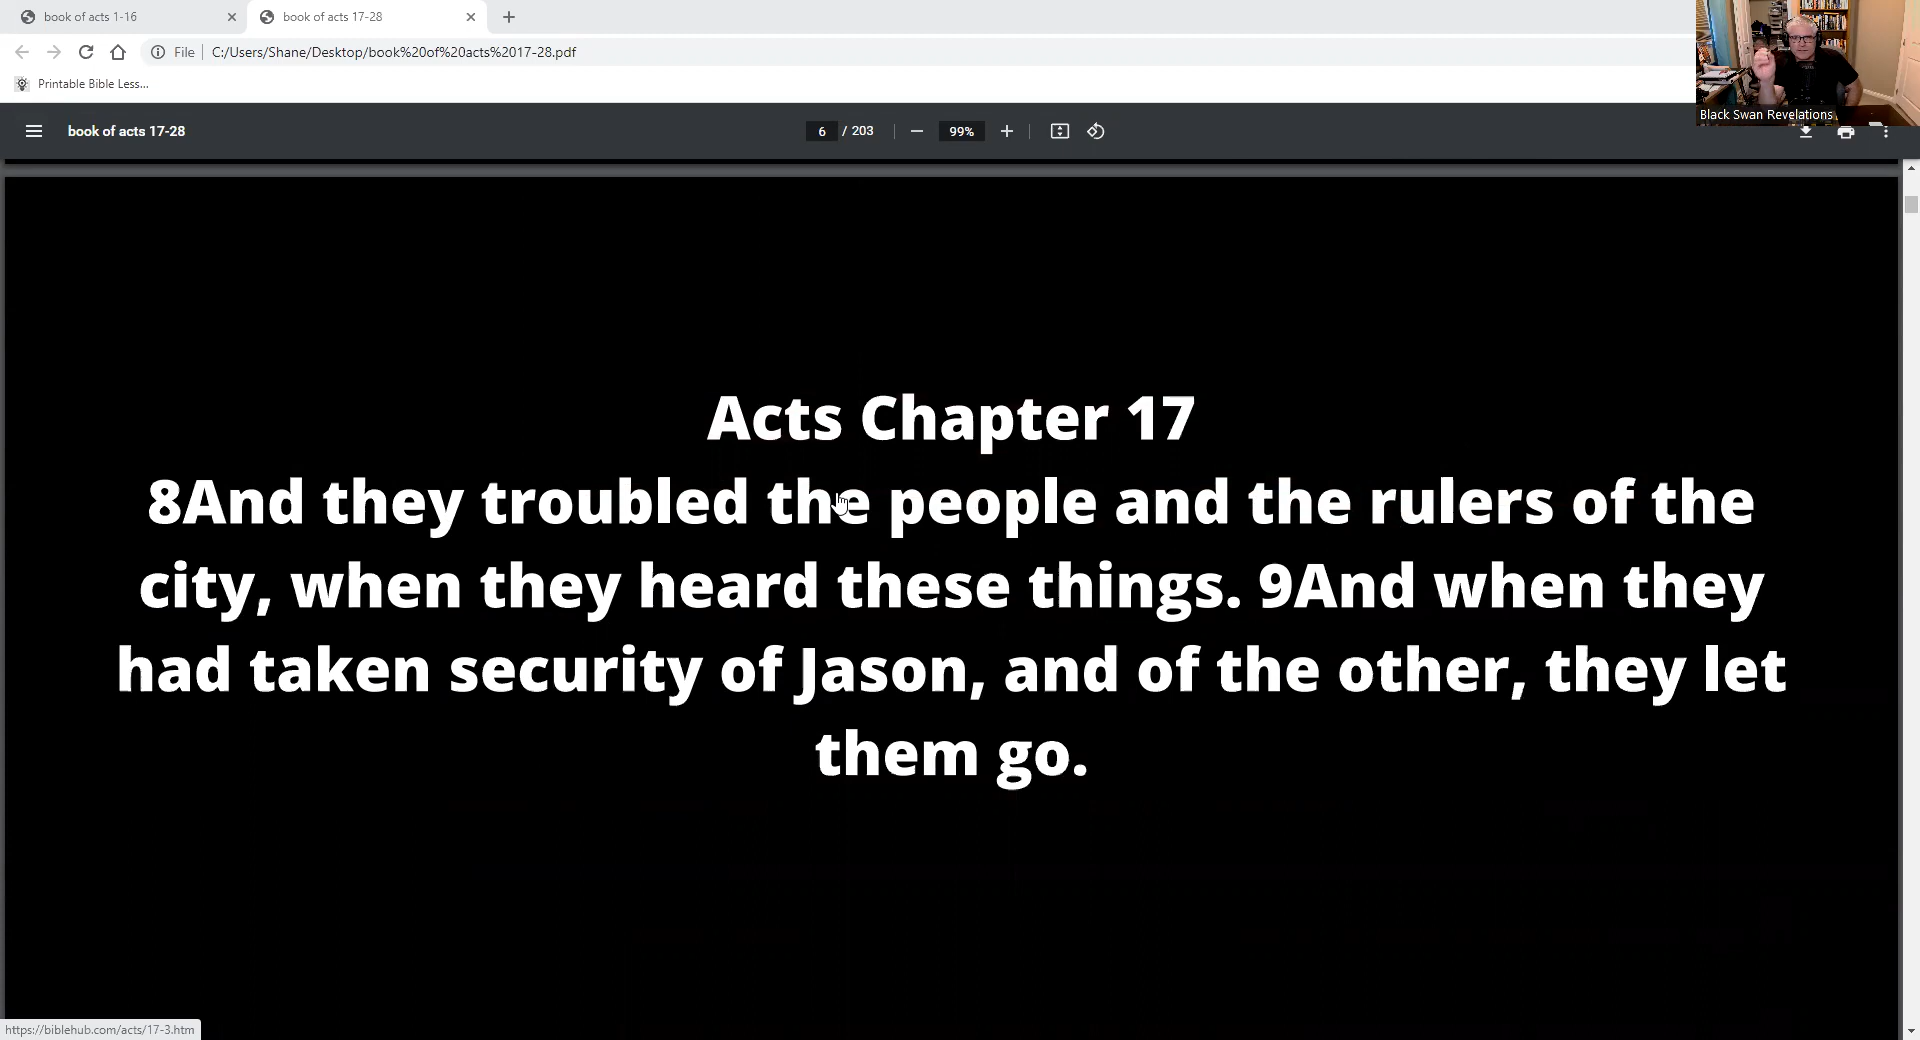 book of acts 1-16
book of acts 17-28
File
C:/Users/Shane/Desktop/book%20of%20acts%2017-28.pdf
Printable Bible Less...
Black Swan Revelations
book of acts 17-28
6 / 203
99%
Acts Chapter 17
8And they troubled the people and the rulers of the
city, when they heard these things. 9And when they
had taken security of Jason, and of the other, they let
them go.
https://biblehub.com/acts/17-3.htm